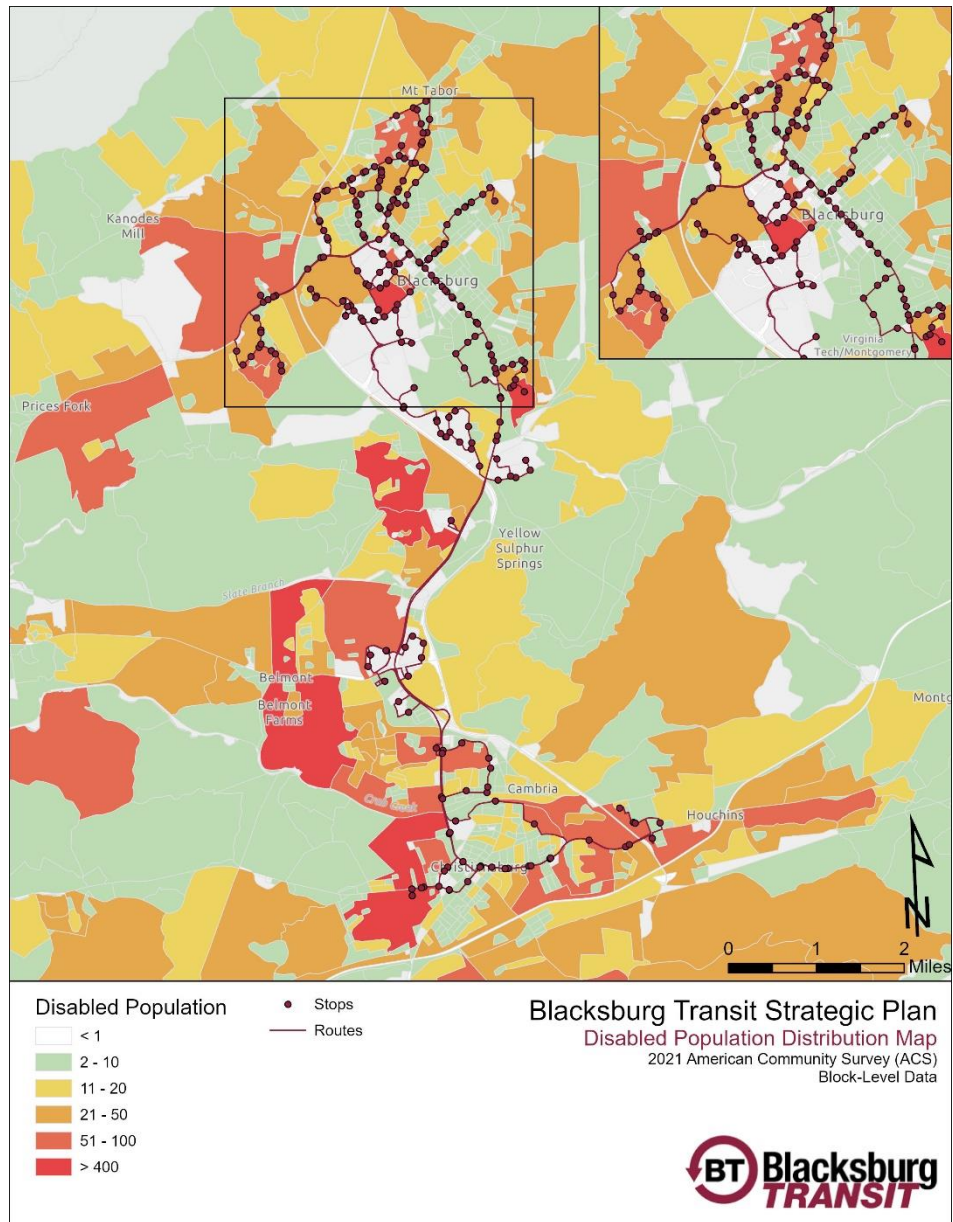 Mt Tabor
Kanodes
Mill
Blacksburg
Blacksburg
Virginia
Tech/Montgomery
Prices Fork
Yellow
Sulphur
Springs
Slate Branch
Belmont
Belmont
Farms
Montg
Cambria
Crab Creek
Houchins
Christiansburg
N
0 1 2
Miles
Disabled Population
< 1
2 - 10
11 - 20
21 - 50
51 - 100
> 400
Stops
Routes
Blacksburg Transit Strategic Plan
Disabled Population Distribution Map
2021 American Community Survey (ACS)
Block-Level Data
BT Blacksburg
TRANSIT